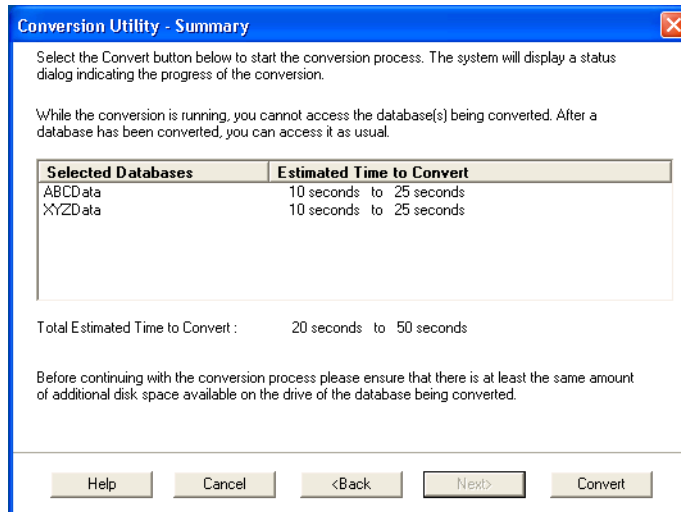 Conversion Utility - Summary
Select the Convert button below to start the conversion process. The system will display a status
dialog indicating the progress of the conversion.
While the conversion is running, you cannot access the database(s) being converted. After a
database has been converted, you can access it as usual.
Selected Databases Estimated Time to Convert
ABCData 10 seconds to 25 seconds
XYZData 10 seconds to 25 seconds
Total Estimated Time to Convert : 20 seconds to 50 seconds
Before continuing with the conversion process please ensure that there is at least the same amount
of additional disk space available on the drive of the database being converted.
Help Cancel <Back Next> Convert